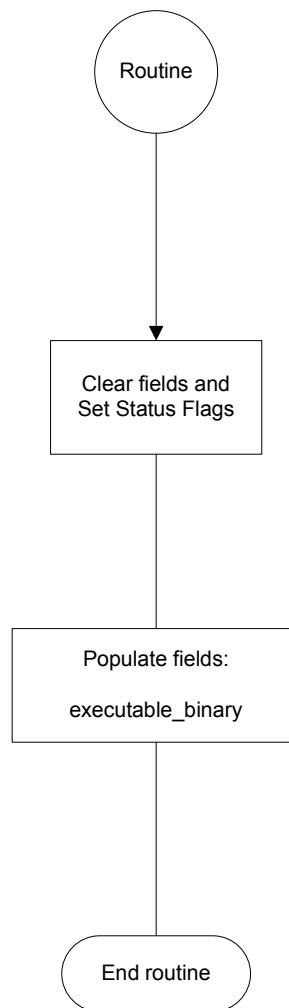 Routine
Clear fields and
Set Status Flags
Populate fields:
executable_binary
End routine